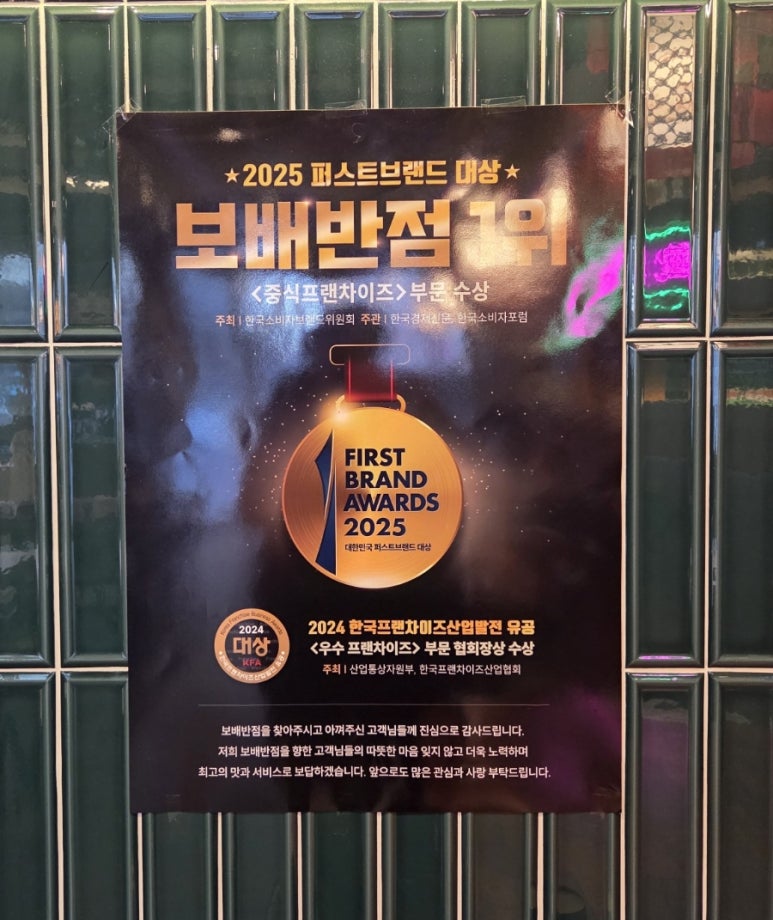 ★2025 퍼스트브랜드 대상★
보배반점 1위
<중식프랜차이즈> 부문 수상
주최 | 한국소비자브랜드위원회 주관 | 한국경제신문, 한국소비자포럼
FIRST
BRAND
AWARDS
2025
대한민국 퍼스트브랜드 대상
2024
대상
KFA
2024 한국프랜차이즈산업발전 유공
<우수 프랜차이즈> 부문 협회장상 수상
주최 | 산업통상자원부, 한국프랜차이즈산업협회
보배반점을 찾아주시고 아껴주신 고객님들께 진심으로 감사드립니다.
저희 보배반점을 향한 고객님들의 따뜻한 마음 잊지 않고 더욱 노력하며
최고의 맛과 서비스로 보답하겠습니다. 앞으로도 많은 관심과 사랑 부탁드립니다.